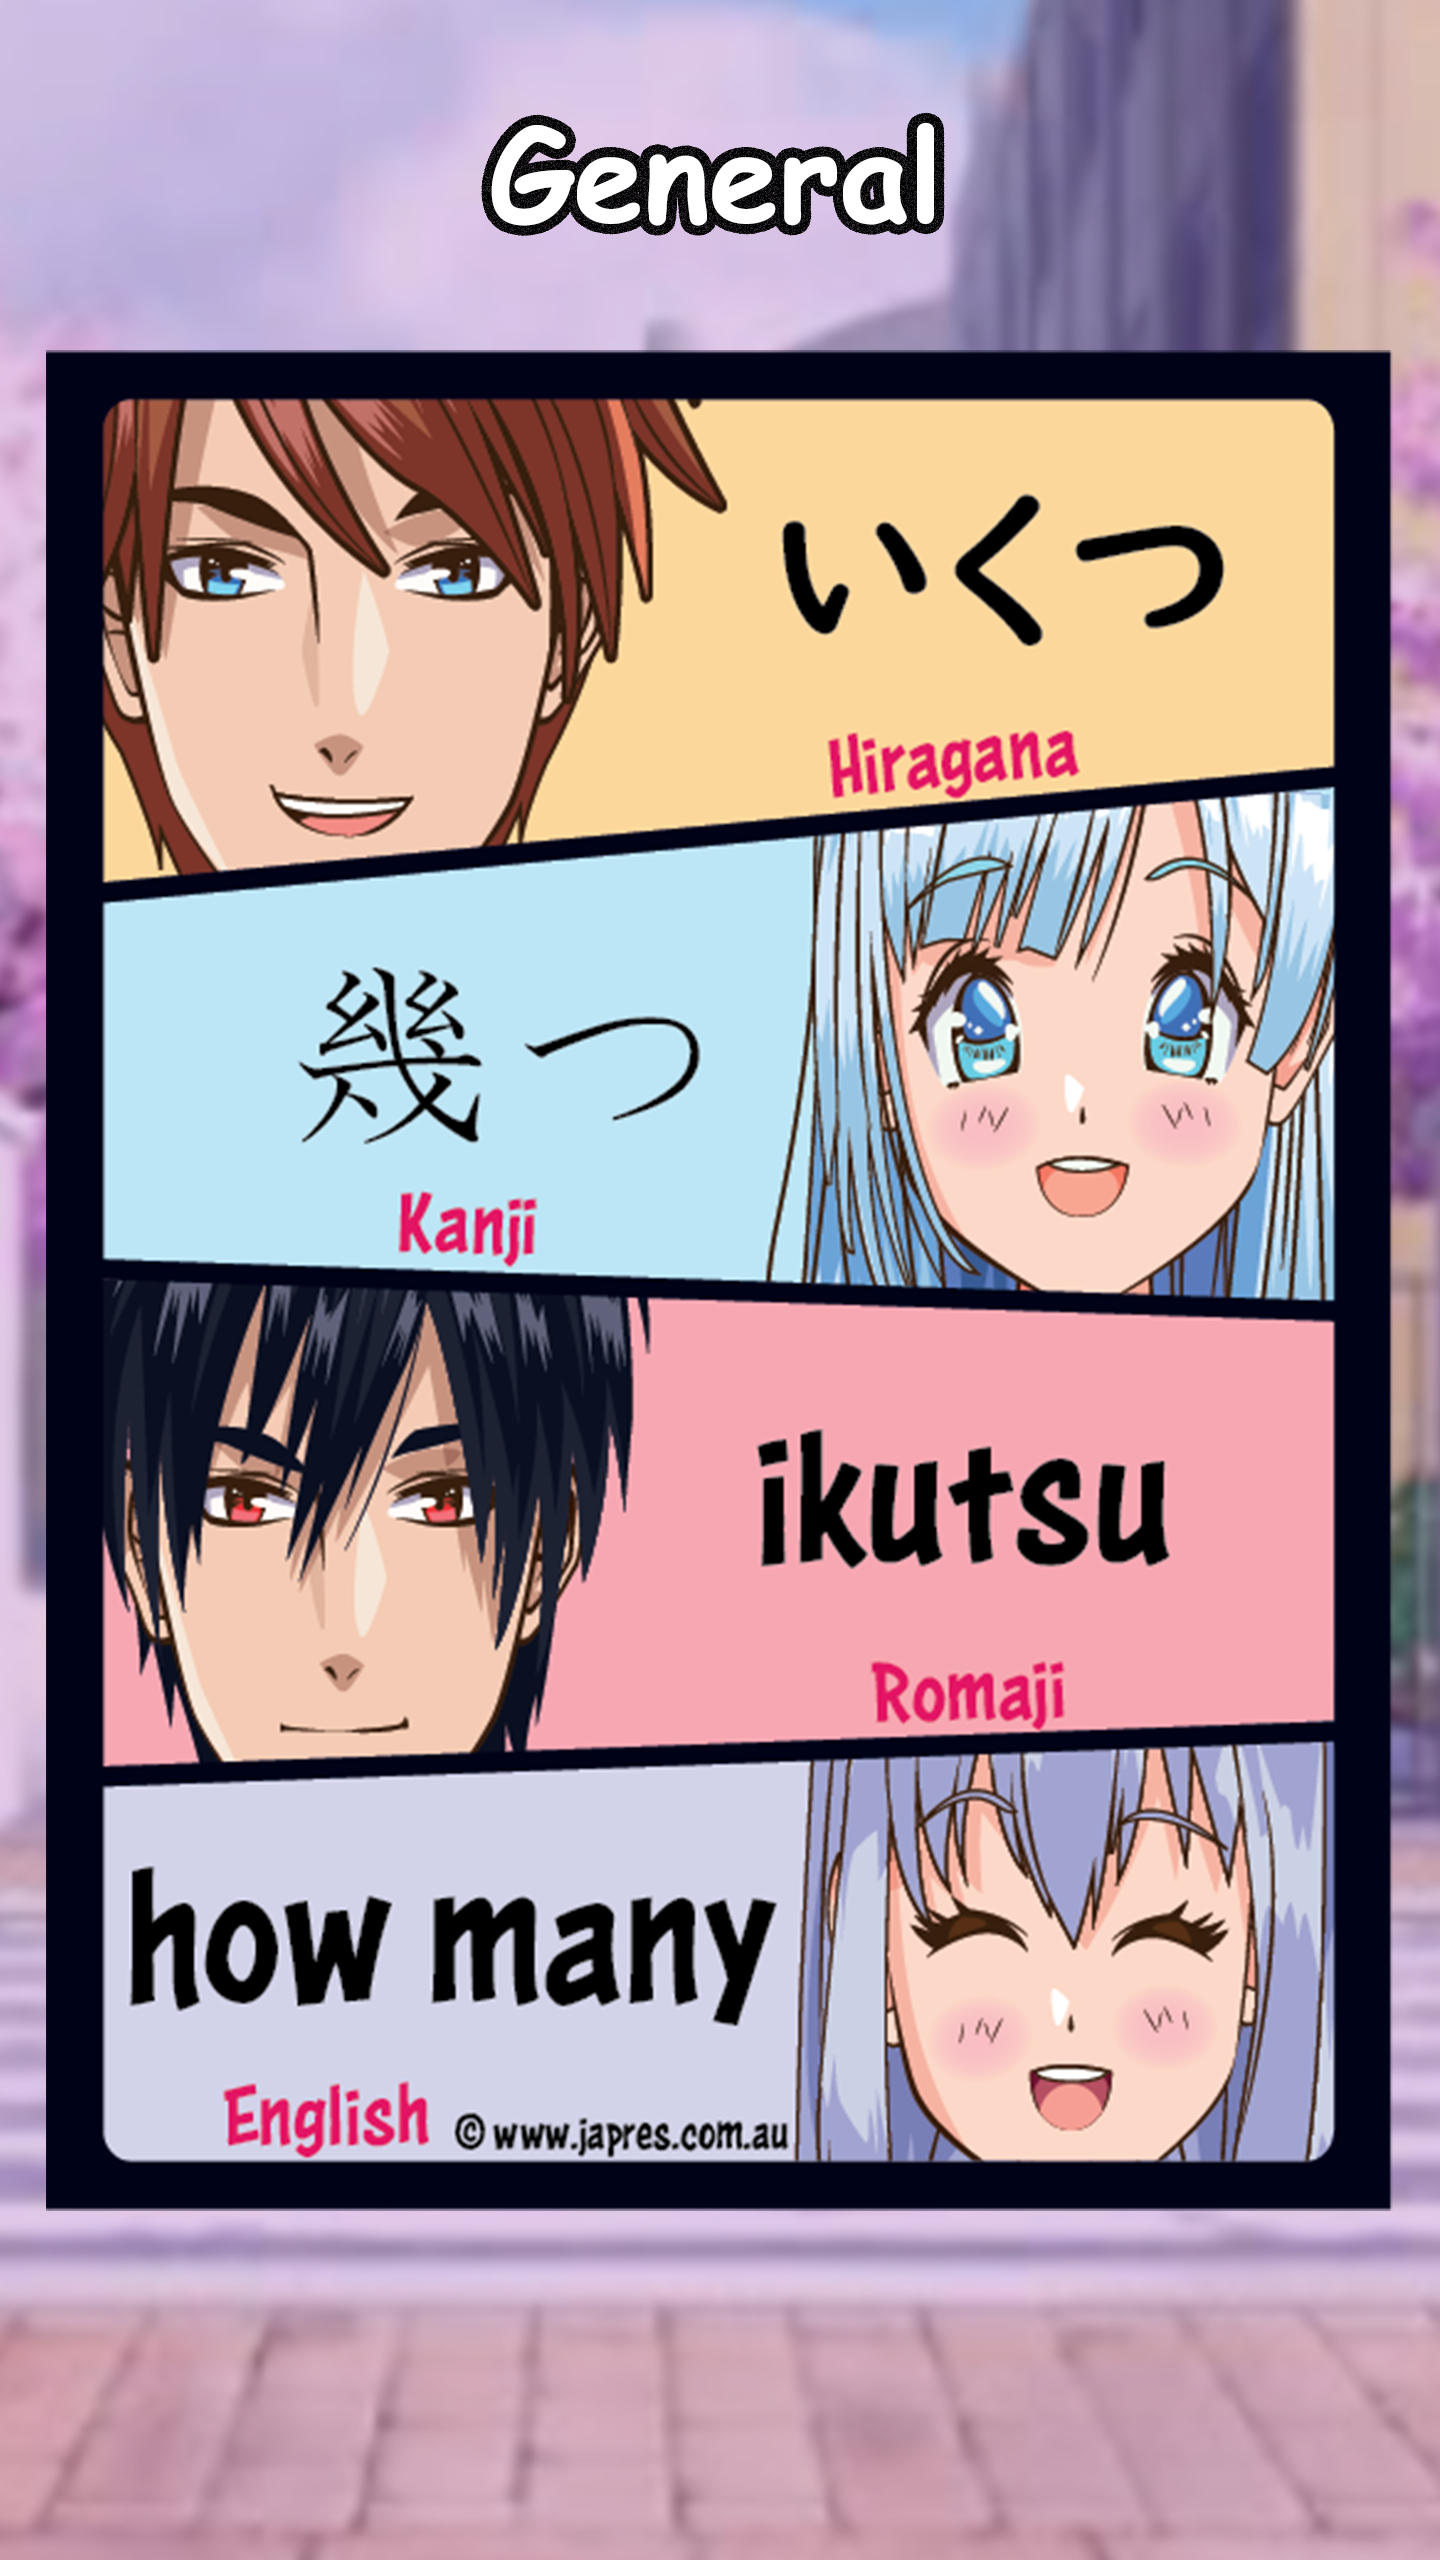 General
いくつ
Hiragana
幾つ
Kanji
ikutsu
Romaji
how many
English
© www.japres.com.au